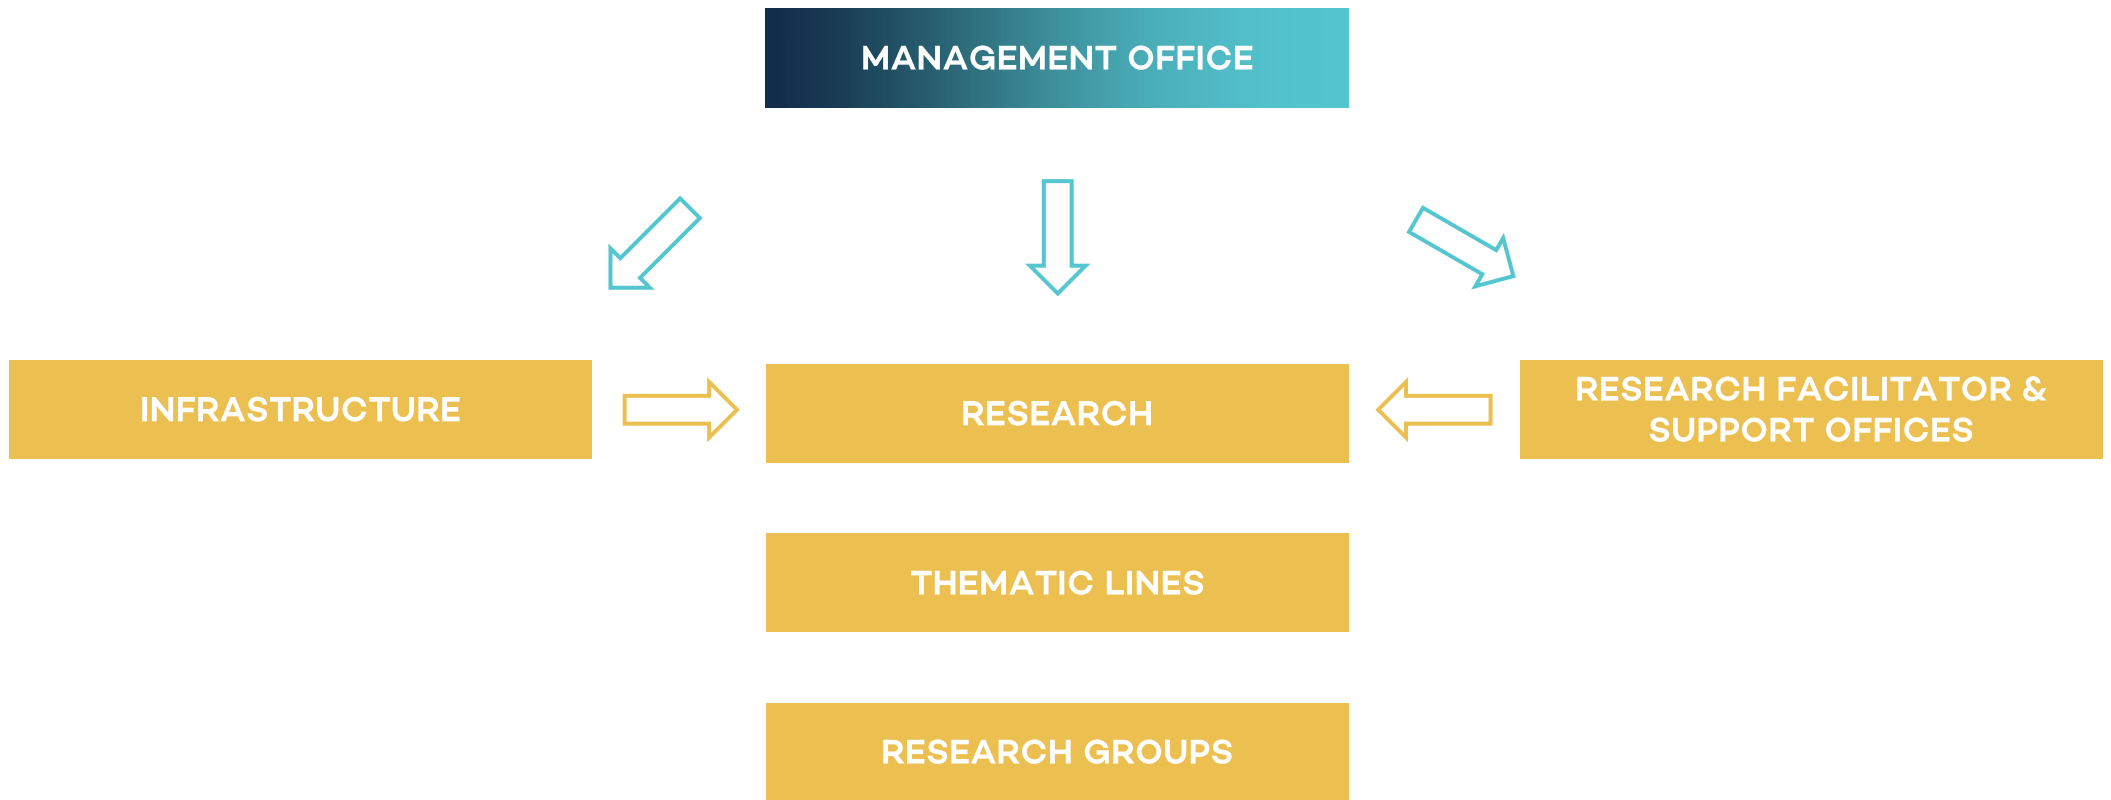 MANAGEMENT OFFICE
INFRASTRUCTURE
RESEARCH
RESEARCH FACILITATOR &
SUPPORT OFFICES
THEMATIC LINES
RESEARCH GROUPS